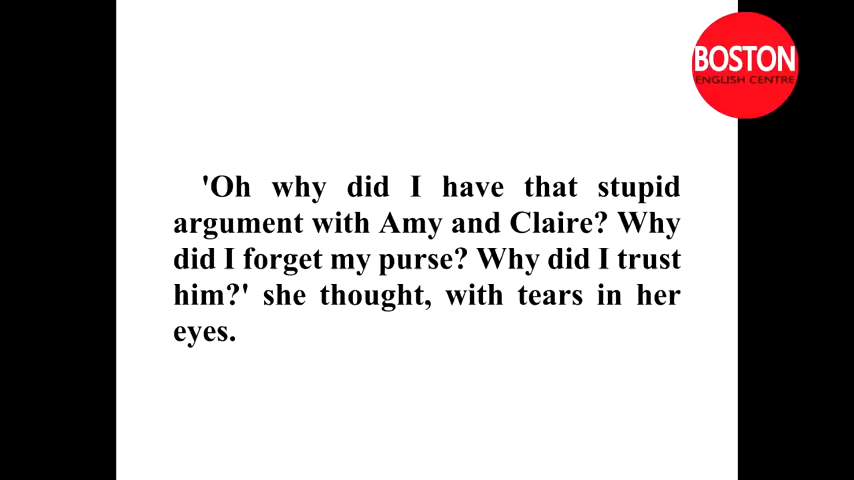 BOSTON
ENGLISH CENTRE
'Oh why did I have that stupid
argument with Amy and Claire? Why
did I forget my purse? Why did I trust
him?' she thought, with tears in her
eyes.